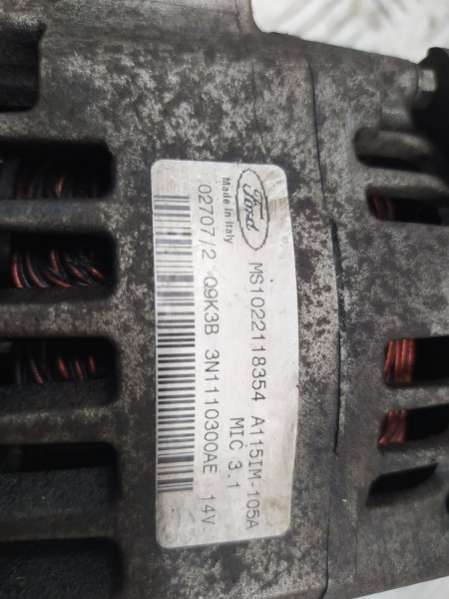 Ford
Made in Italy
MS1022118354 A115IM-105A
MIC 3.1
02707/2 Q9K3B 3N1110300AE 14V